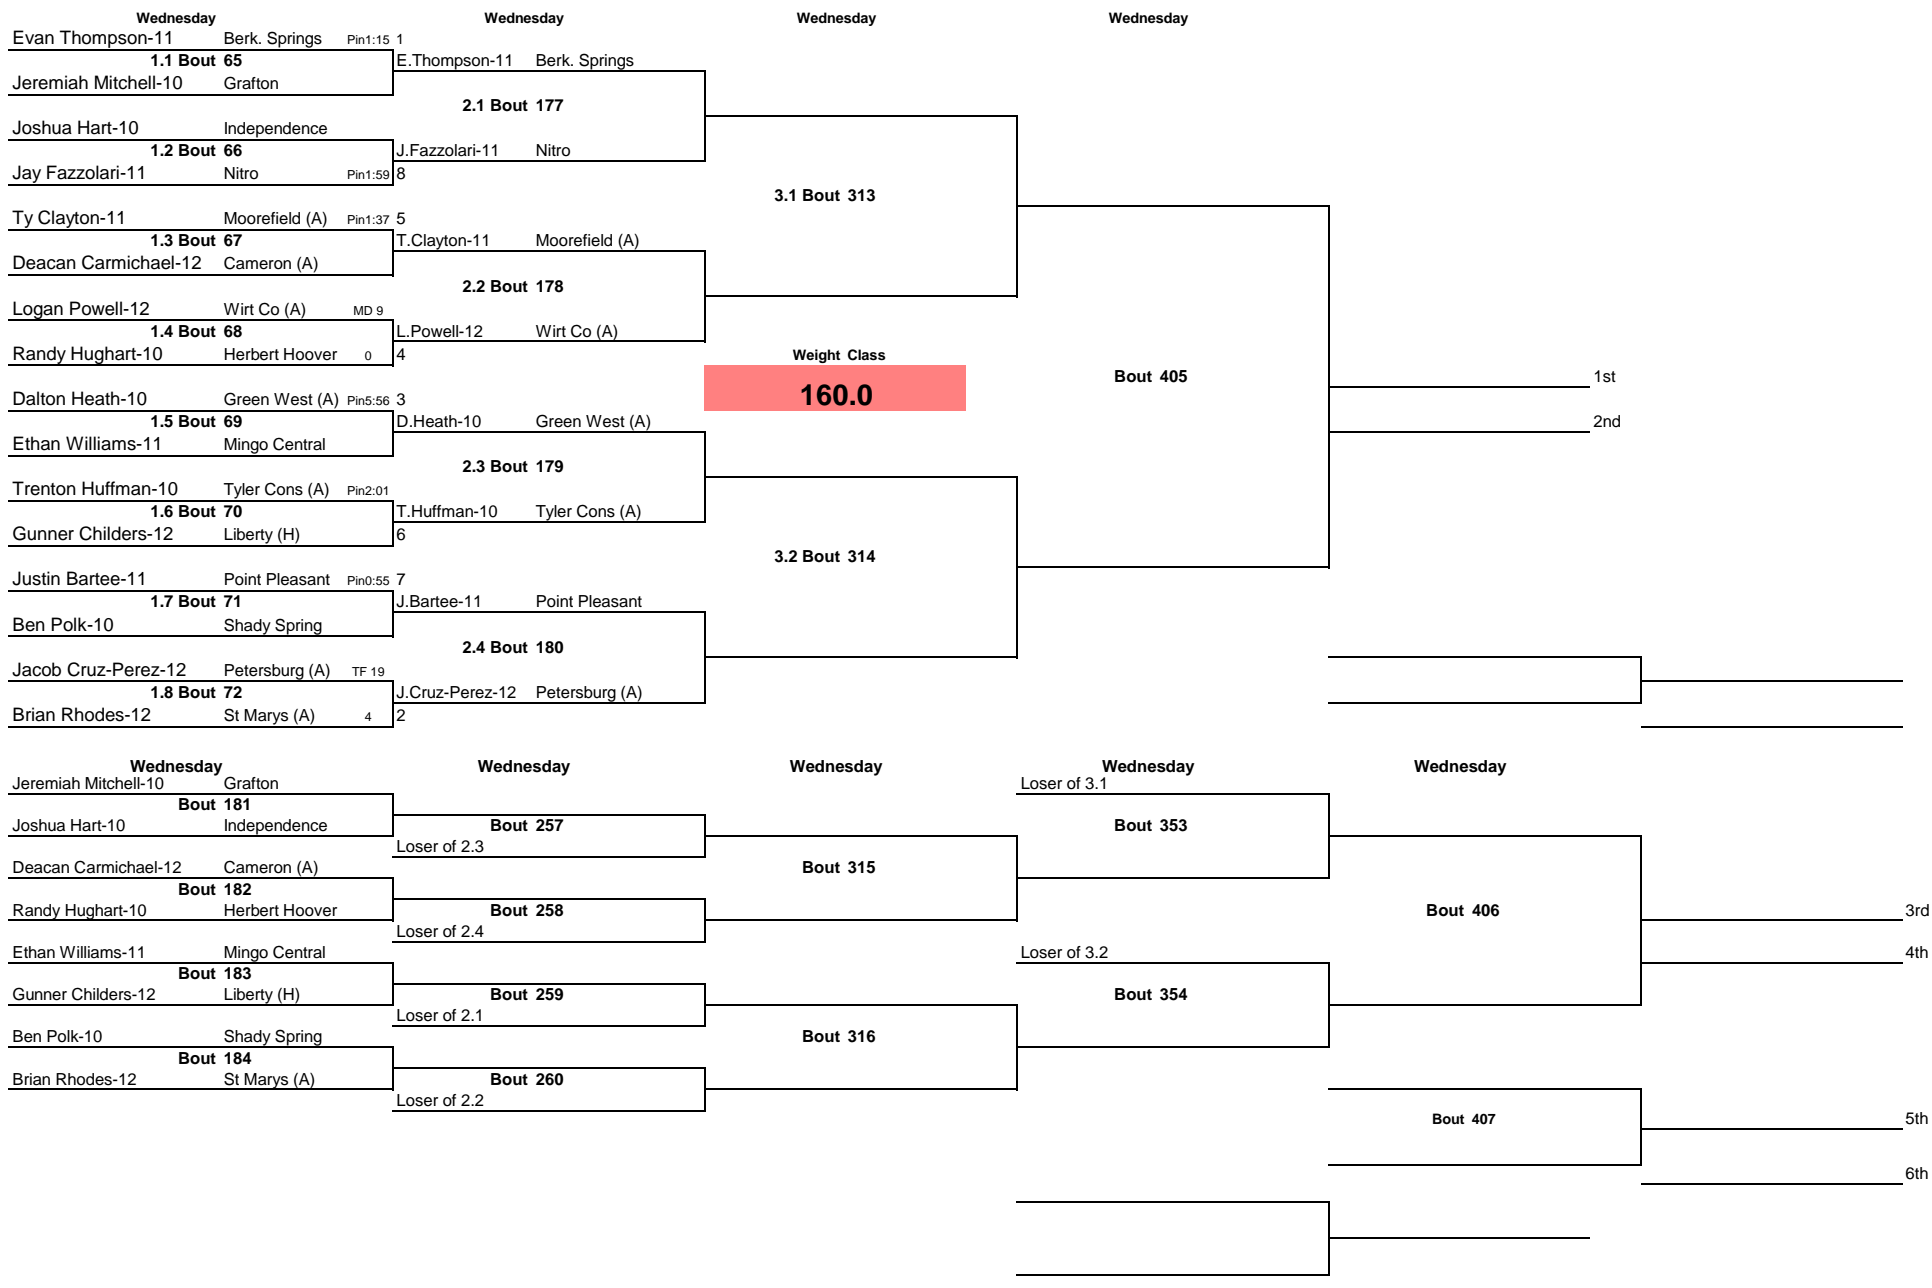 Wednesday Wednesday Wednesday Wednesday
Evan Thompson-11 Berk. Springs Pin1:15 1
1.1 Bout 65 E.Thompson-11 Berk. Springs
Jeremiah Mitchell-10 Grafton
2.1 Bout 177
Joshua Hart-10 Independence
1.2 Bout 66 J.Fazzolari-11 Nitro
Jay Fazzolari-11 Nitro Pin1:59 8
3.1 Bout 313
Ty Clayton-11 Moorefield (A) Pin1:37 5
1.3 Bout 67 T.Clayton-11 Moorefield (A)
Deacan Carmichael-12 Cameron (A)
2.2 Bout 178
Logan Powell-12 Wirt Co (A) MD 9
1.4 Bout 68 L.Powell-12 Wirt Co (A)
Randy Hughart-10 Herbert Hoover 0 4 Weight Class
Bout 405 1st
Dalton Heath-10 Green West (A) Pin5:56 3 160.0
1.5 Bout 69 D.Heath-10 Green West (A) 2nd
Ethan Williams-11 Mingo Central
2.3 Bout 179
Trenton Huffman-10 Tyler Cons (A) Pin2:01
1.6 Bout 70 T.Huffman-10 Tyler Cons (A)
Gunner Childers-12 Liberty (H) 6
3.2 Bout 314
Justin Bartee-11 Point Pleasant Pin0:55 7
1.7 Bout 71 J.Bartee-11 Point Pleasant
Ben Polk-10 Shady Spring
2.4 Bout 180
Jacob Cruz-Perez-12 Petersburg (A) TF 19
1.8 Bout 72 J.Cruz-Perez-12 Petersburg (A)
Brian Rhodes-12 St Marys (A) 4 2
Wednesday Wednesday Wednesday Wednesday Wednesday
Jeremiah Mitchell-10 Grafton Loser of 3.1
Bout 181
Joshua Hart-10 Independence Bout 257 Bout 353
Loser of 2.3
Deacan Carmichael-12 Cameron (A) Bout 315
Bout 182
Randy Hughart-10 Herbert Hoover Bout 258 Bout 406 3rd
Loser of 2.4
Ethan Williams-11 Mingo Central Loser of 3.2 4th
Bout 183
Gunner Childers-12 Liberty (H) Bout 259 Bout 354
Loser of 2.1
Ben Polk-10 Shady Spring Bout 316
Bout 184
Brian Rhodes-12 St Marys (A) Bout 260
Loser of 2.2
Bout 407 5th
6th